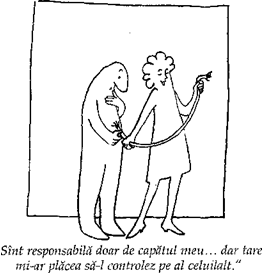 Sînt responsabilă doar de capătul meu... dar tare
mi-ar plăcea să-l controlez pe al celuilalt.“